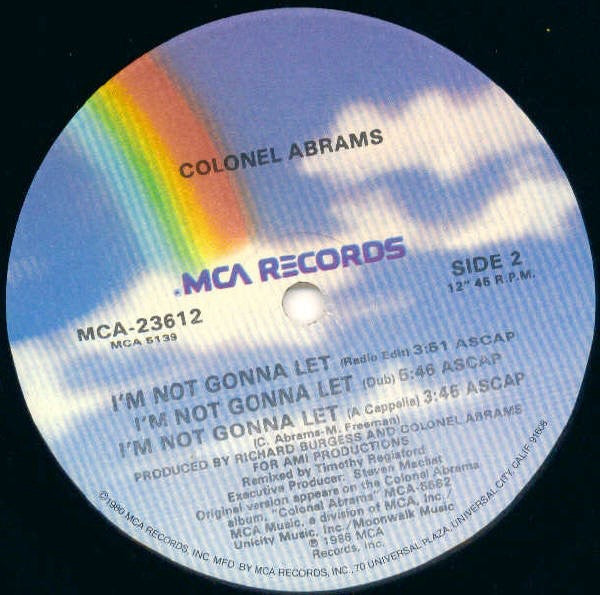 COLONEL ABRAMS
MCA RECORDS
SIDE 2
12" 45 R.P.M.
MCA-23612
MCA 5139
I'M NOT GONNA LET (Radio Edit) 3:51 ASCAP
I'M NOT GONNA LET (Dub) 5:46 ASCAP
I'M NOT GONNA LET (A Cappella) 3:46 ASCAP
(C. Abrams-M. Freeman)
PRODUCED BY RICHARD BURGESS AND COLONEL ABRAMS
FOR AMI PRODUCTIONS
Remixed by Timothy Regisford
Executive Producer: Steven Machat
Original version appears on the Colonel Abrams
album, "Colonel Abrams" MCA-5682
MCA Music, a division of MCA, Inc./
Unicity Music, Inc./Moonwalk Music
℗ 1986 MCA
Records, Inc.
©1980 MCA RECORDS, INC. MFD BY MCA RECORDS, INC., 70 UNIVERSAL PLAZA, UNIVERSAL CITY, CALIF. 91608